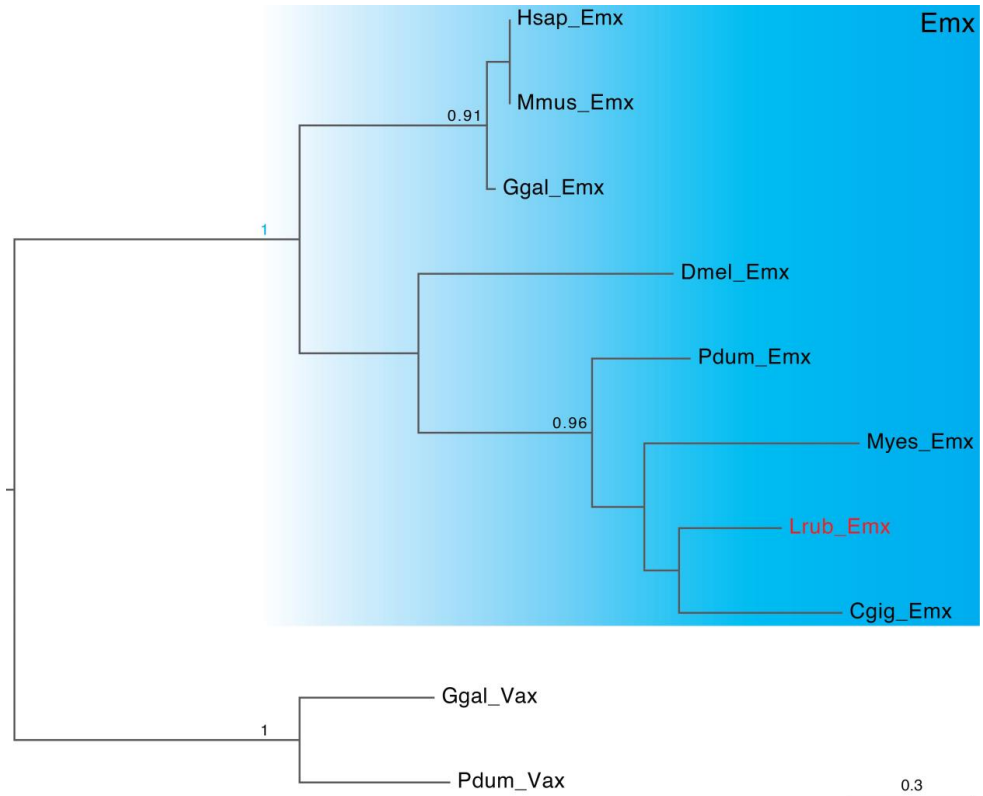 Hsap_Emx
Emx
Mmus_Emx
0.91
Ggal_Emx
1
Dmel_Emx
Pdum_Emx
0.96
Myes_Emx
Lrub_Emx
Cgig_Emx
Ggal_Vax
1
Pdum_Vax
0.3